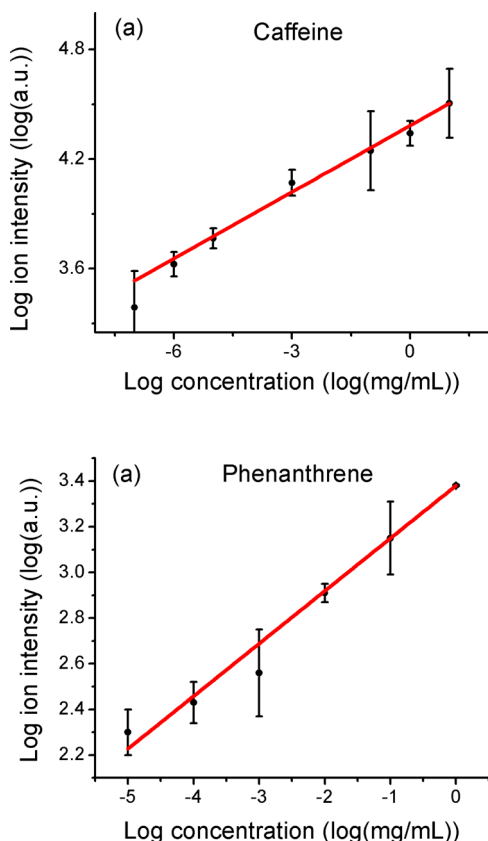 (a) Caffeine
Log ion intensity (log(a.u.))
4.8
4.2
3.6
-6 -3 0
Log concentration (log(mg/mL))
(a) Phenanthrene
Log ion intensity (log(a.u.))
3.4
3.2
3.0
2.8
2.6
2.4
2.2
-5 -4 -3 -2 -1 0
Log concentration (log(mg/mL))